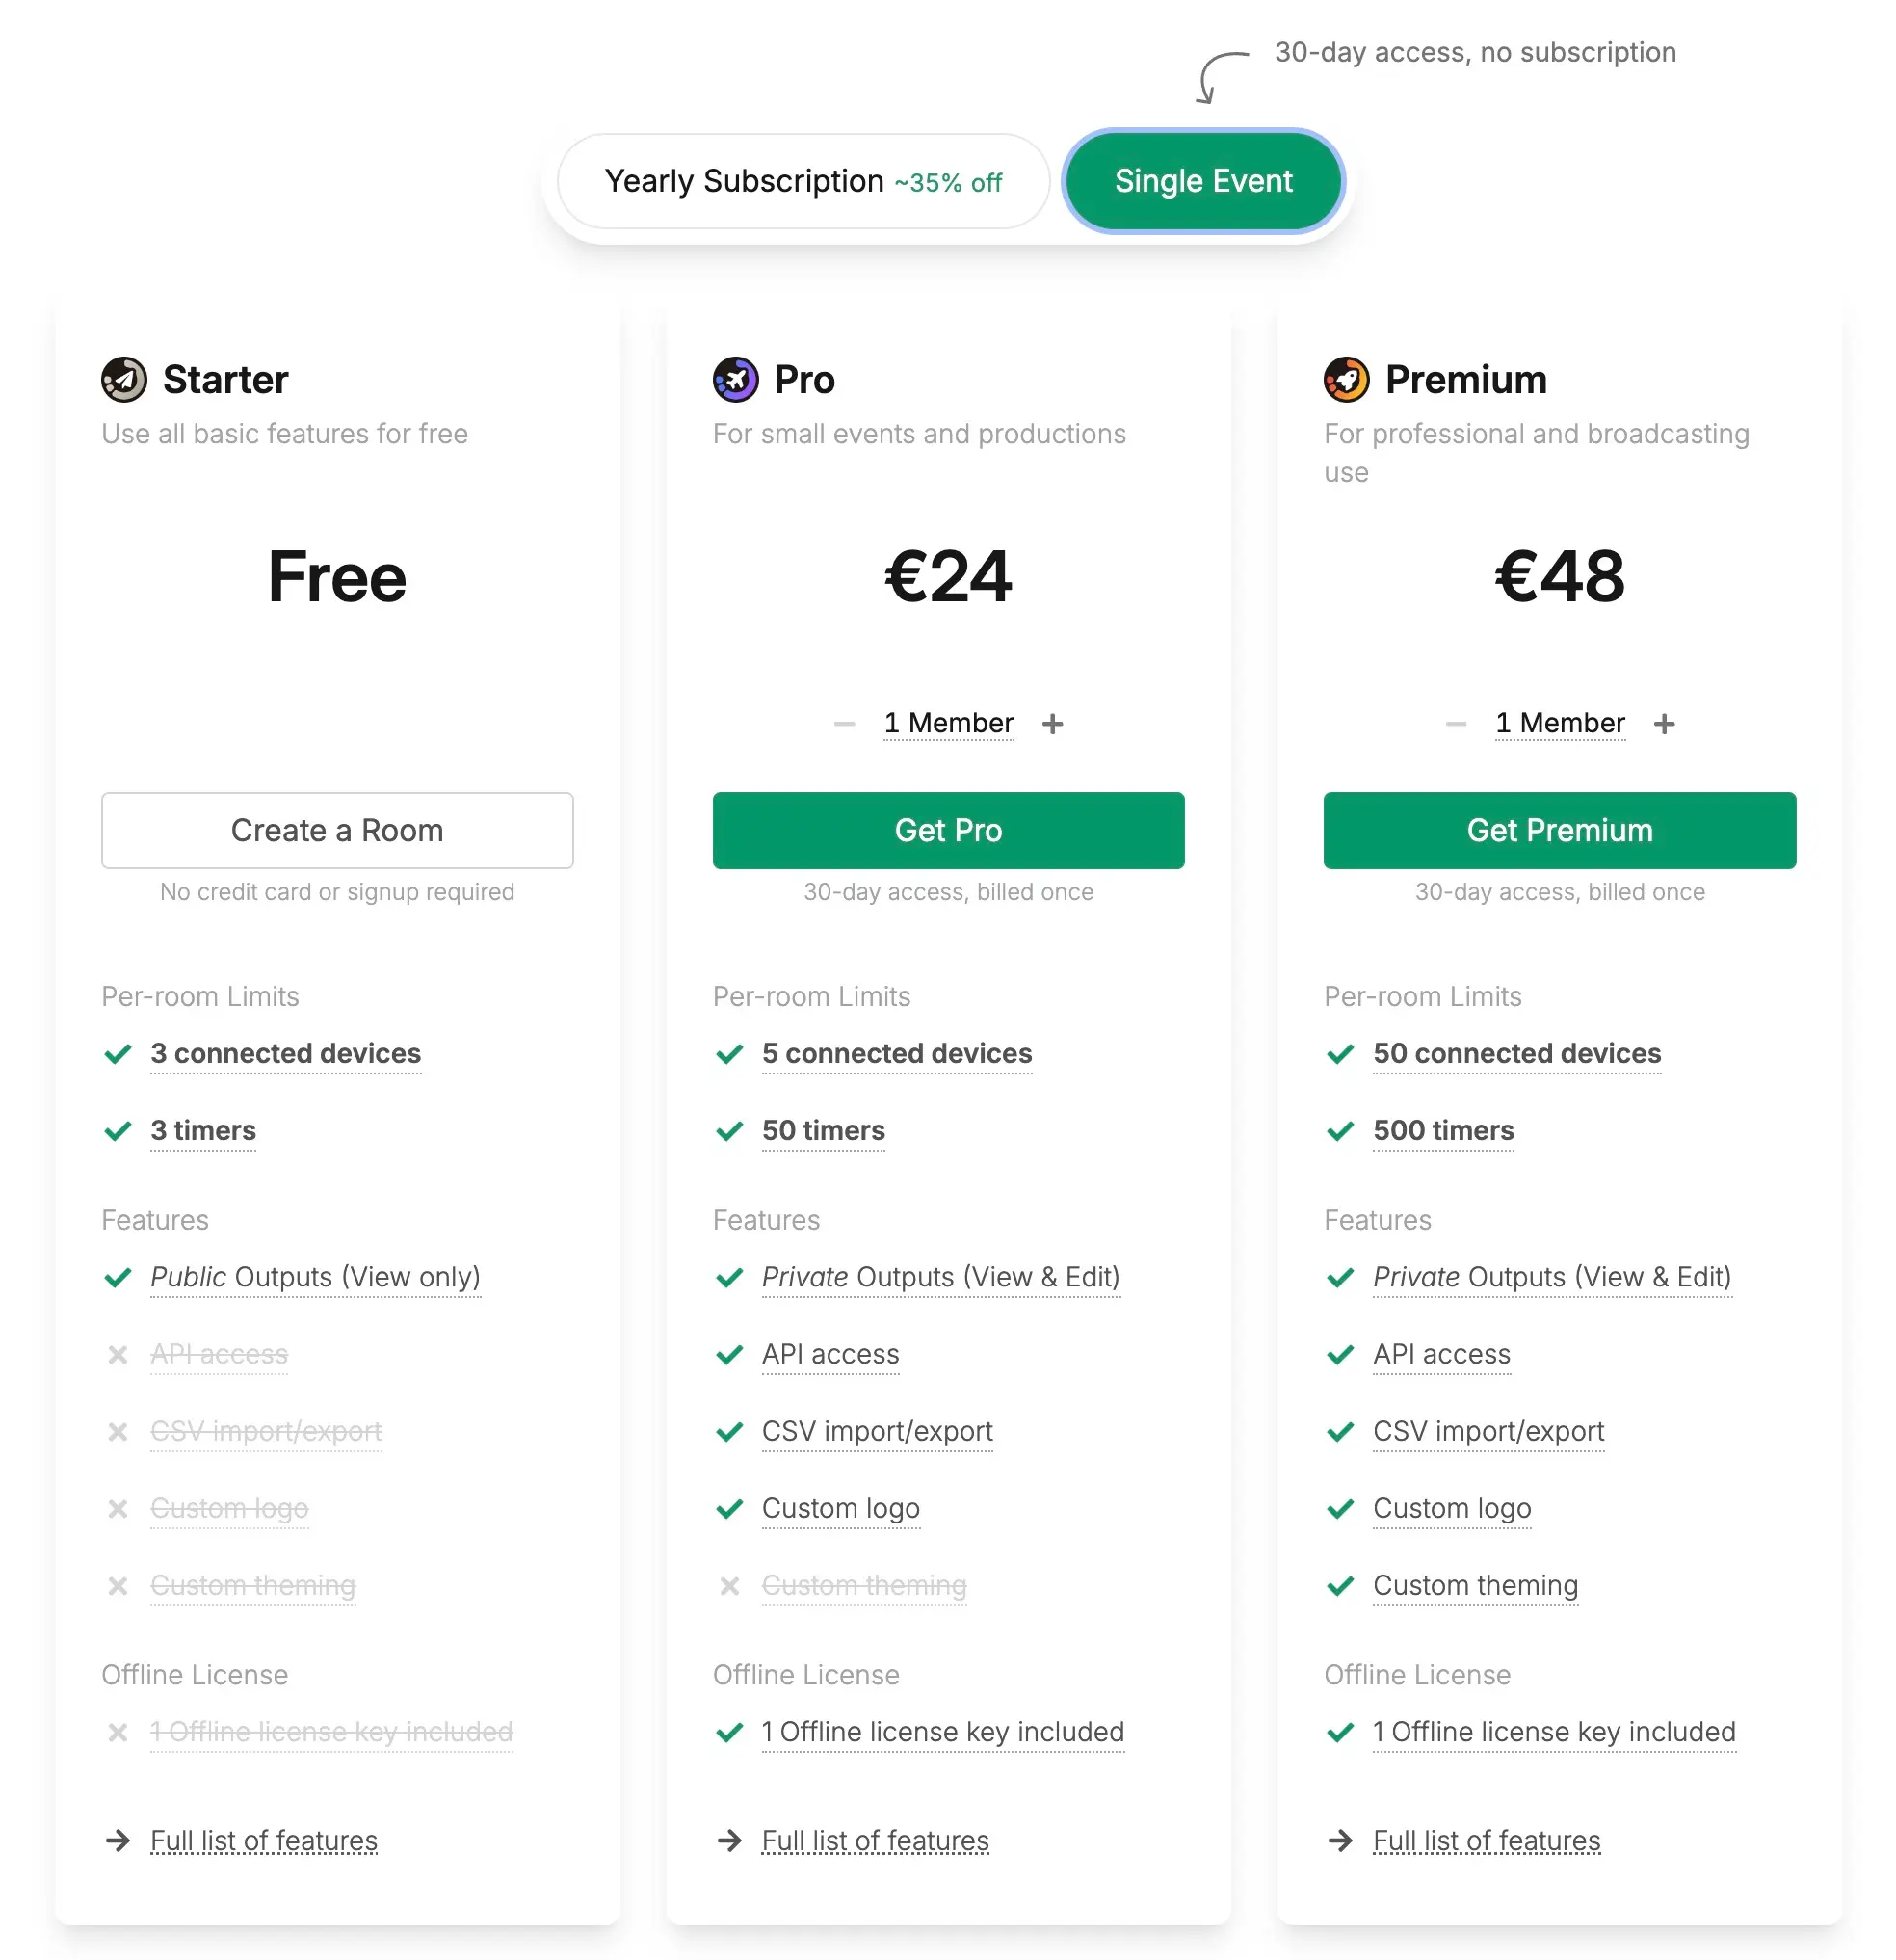 30-day access, no subscription
Yearly Subscription ~35% off
Single Event
Starter
Use all basic features for free
Free
Create a Room
No credit card or signup required
Per-room Limits
3 connected devices
3 timers
Features
Public Outputs (View only)
API access
CSV import/export
Custom logo
Custom theming
Offline License
1 Offline license key included
Full list of features
Pro
For small events and productions
€24
1 Member
Get Pro
30-day access, billed once
Per-room Limits
5 connected devices
50 timers
Features
Private Outputs (View & Edit)
API access
CSV import/export
Custom logo
Custom theming
Offline License
1 Offline license key included
Full list of features
Premium
For professional and broadcasting
use
€48
1 Member
Get Premium
30-day access, billed once
Per-room Limits
50 connected devices
500 timers
Features
Private Outputs (View & Edit)
API access
CSV import/export
Custom logo
Custom theming
Offline License
1 Offline license key included
Full list of features